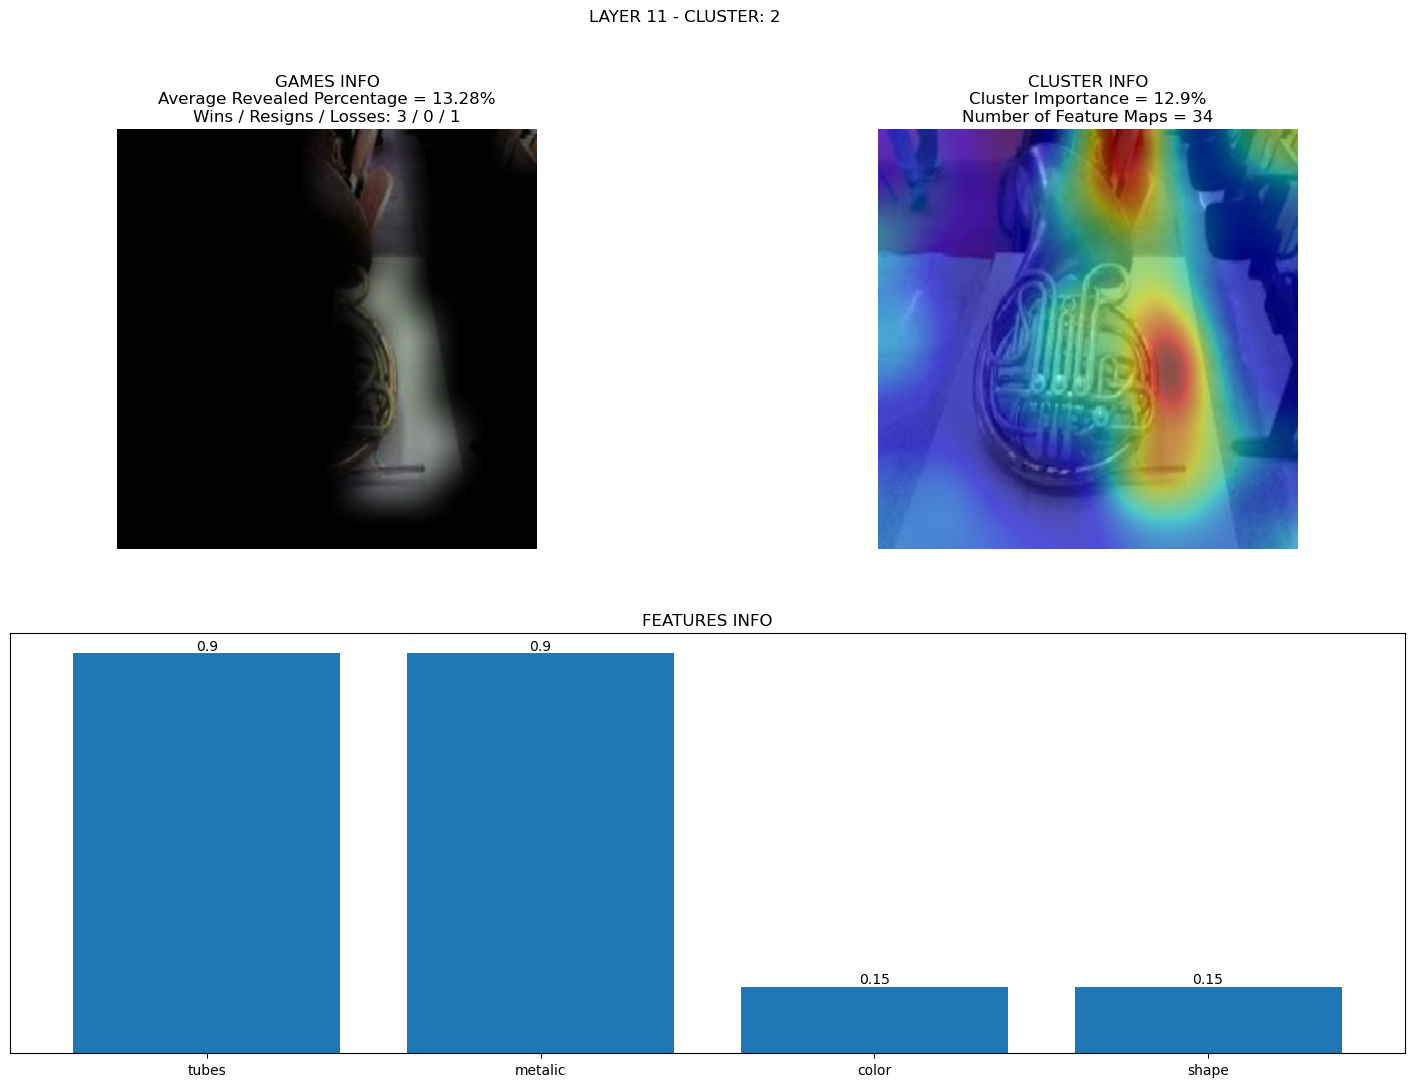 LAYER 11 - CLUSTER: 2
GAMES INFO
Average Revealed Percentage = 13.28%
Wins / Resigns / Losses: 3 / 0 / 1
CLUSTER INFO
Cluster Importance = 12.9%
Number of Feature Maps = 34
FEATURES INFO
0.9
0.9
0.15
0.15
tubes
metalic
color
shape